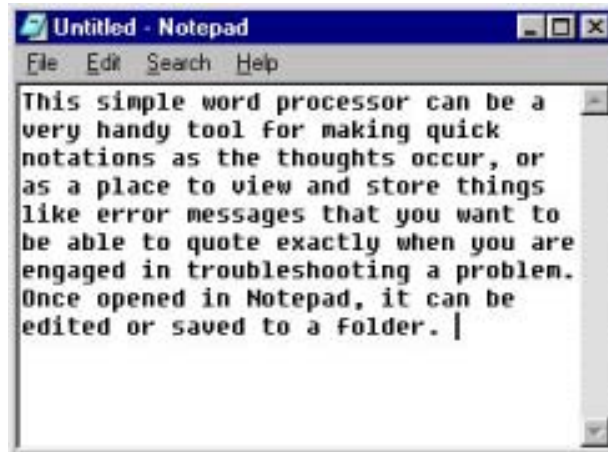 Untitled - Notepad
File Edit Search Help
This simple word processor can be a
very handy tool for making quick
notations as the thoughts occur, or
as a place to view and store things
like error messages that you want to
be able to quote exactly when you are
engaged in troubleshooting a problem.
Once opened in Notepad, it can be
edited or saved to a folder.